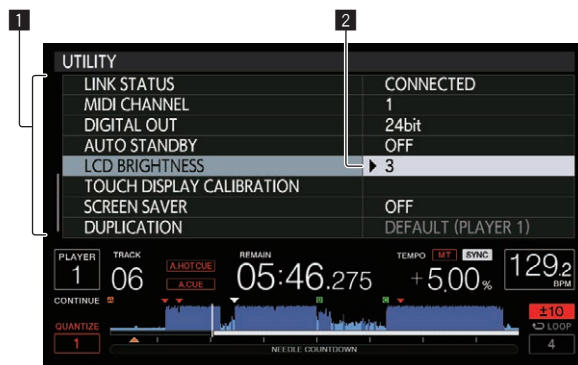 1 2
UTILITY
LINK STATUS CONNECTED
MIDI CHANNEL 1
DIGITAL OUT 24bit
AUTO STANDBY OFF
LCD BRIGHTNESS 3
TOUCH DISPLAY CALIBRATION
SCREEN SAVER OFF
DUPLICATION DEFAULT (PLAYER 1)
PLAYER TRACK REMAIN TEMPO MT SYNC
1 06 A.HOT CUE A.CUE 05:46.275 +5.00% 129.2 BPM
CONTINUE A B C
±10
QUANTIZE LOOP
1 NEEDLE COUNTDOWN 4